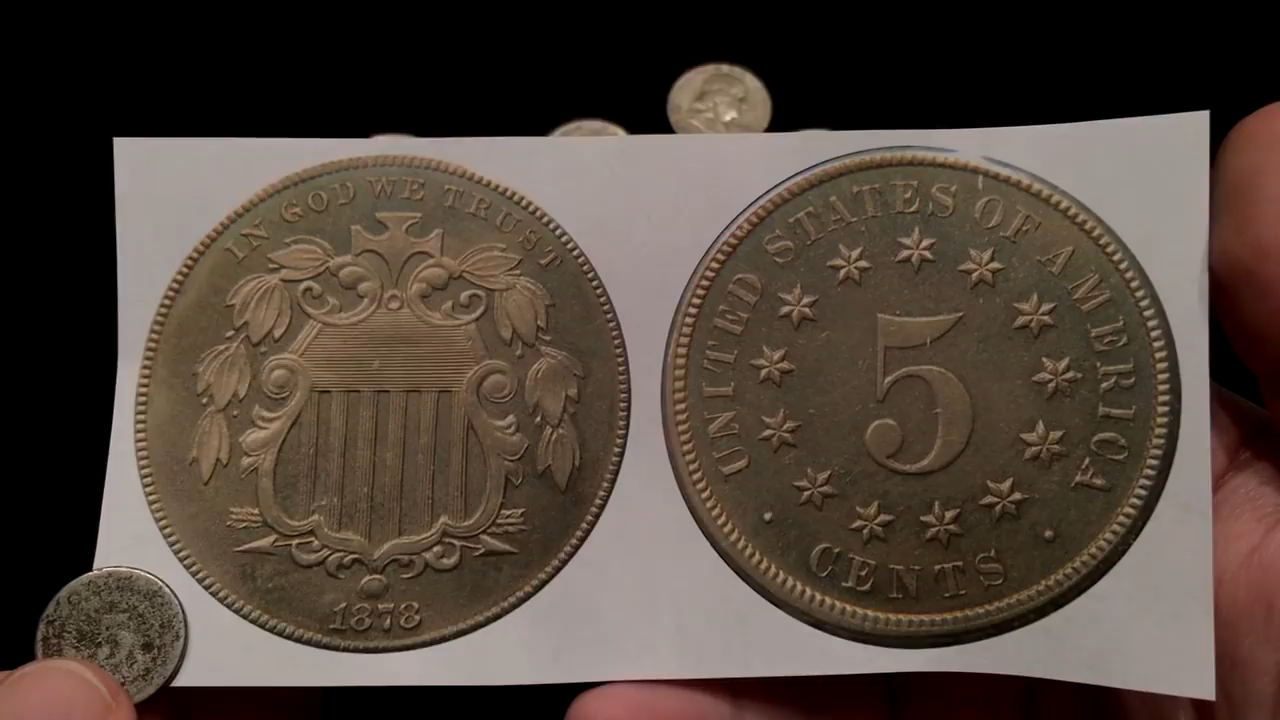 IN GOD WE TRUST
1878
UNITED STATES OF AMERICA
5
CENTS